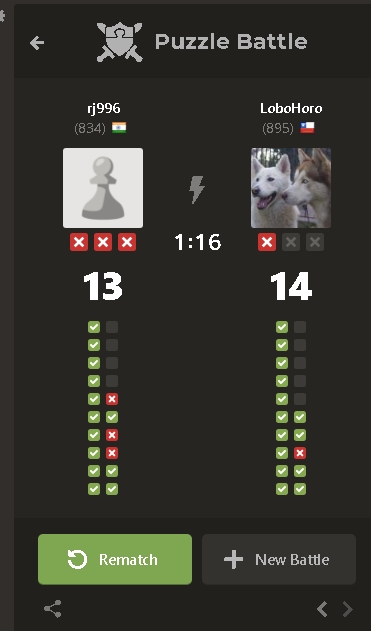 Puzzle Battle
rj996 LoboHoro
(834) (895)
1:16
13 14
Rematch New Battle